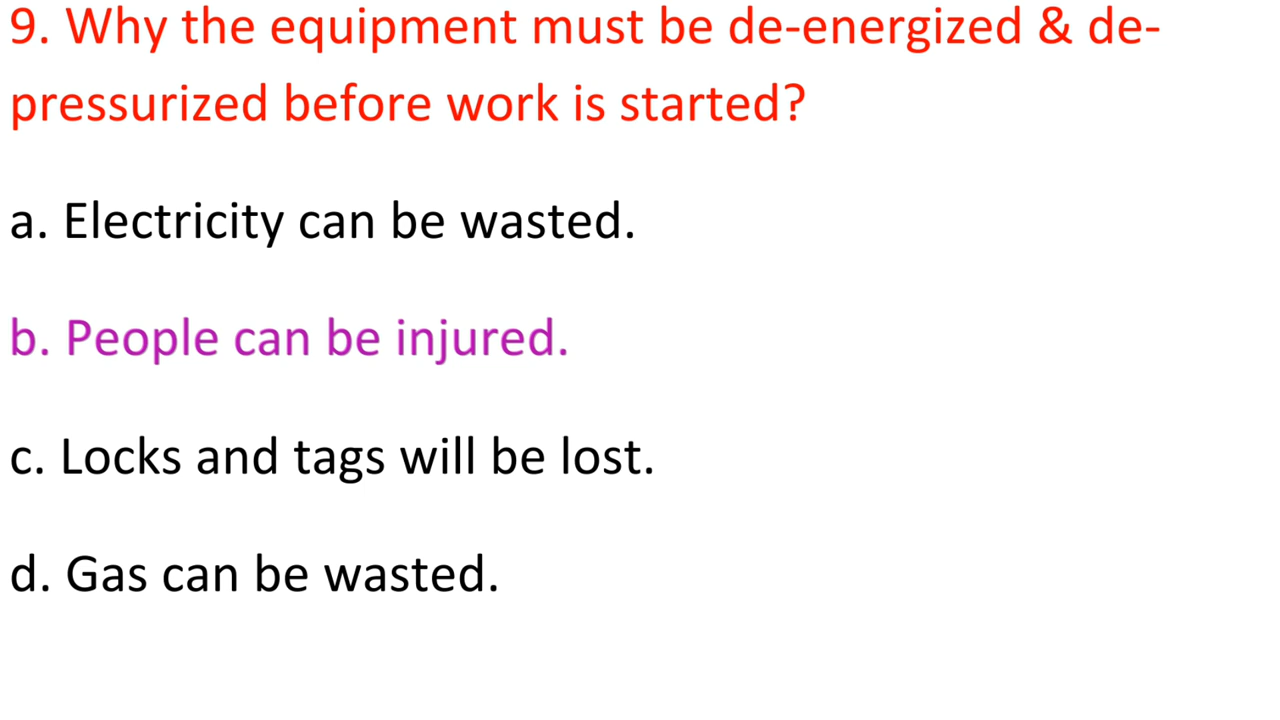 9. Why the equipment must be de-energized & de-
pressurized before work is started?
a. Electricity can be wasted.
b. People can be injured.
c. Locks and tags will be lost.
d. Gas can be wasted.